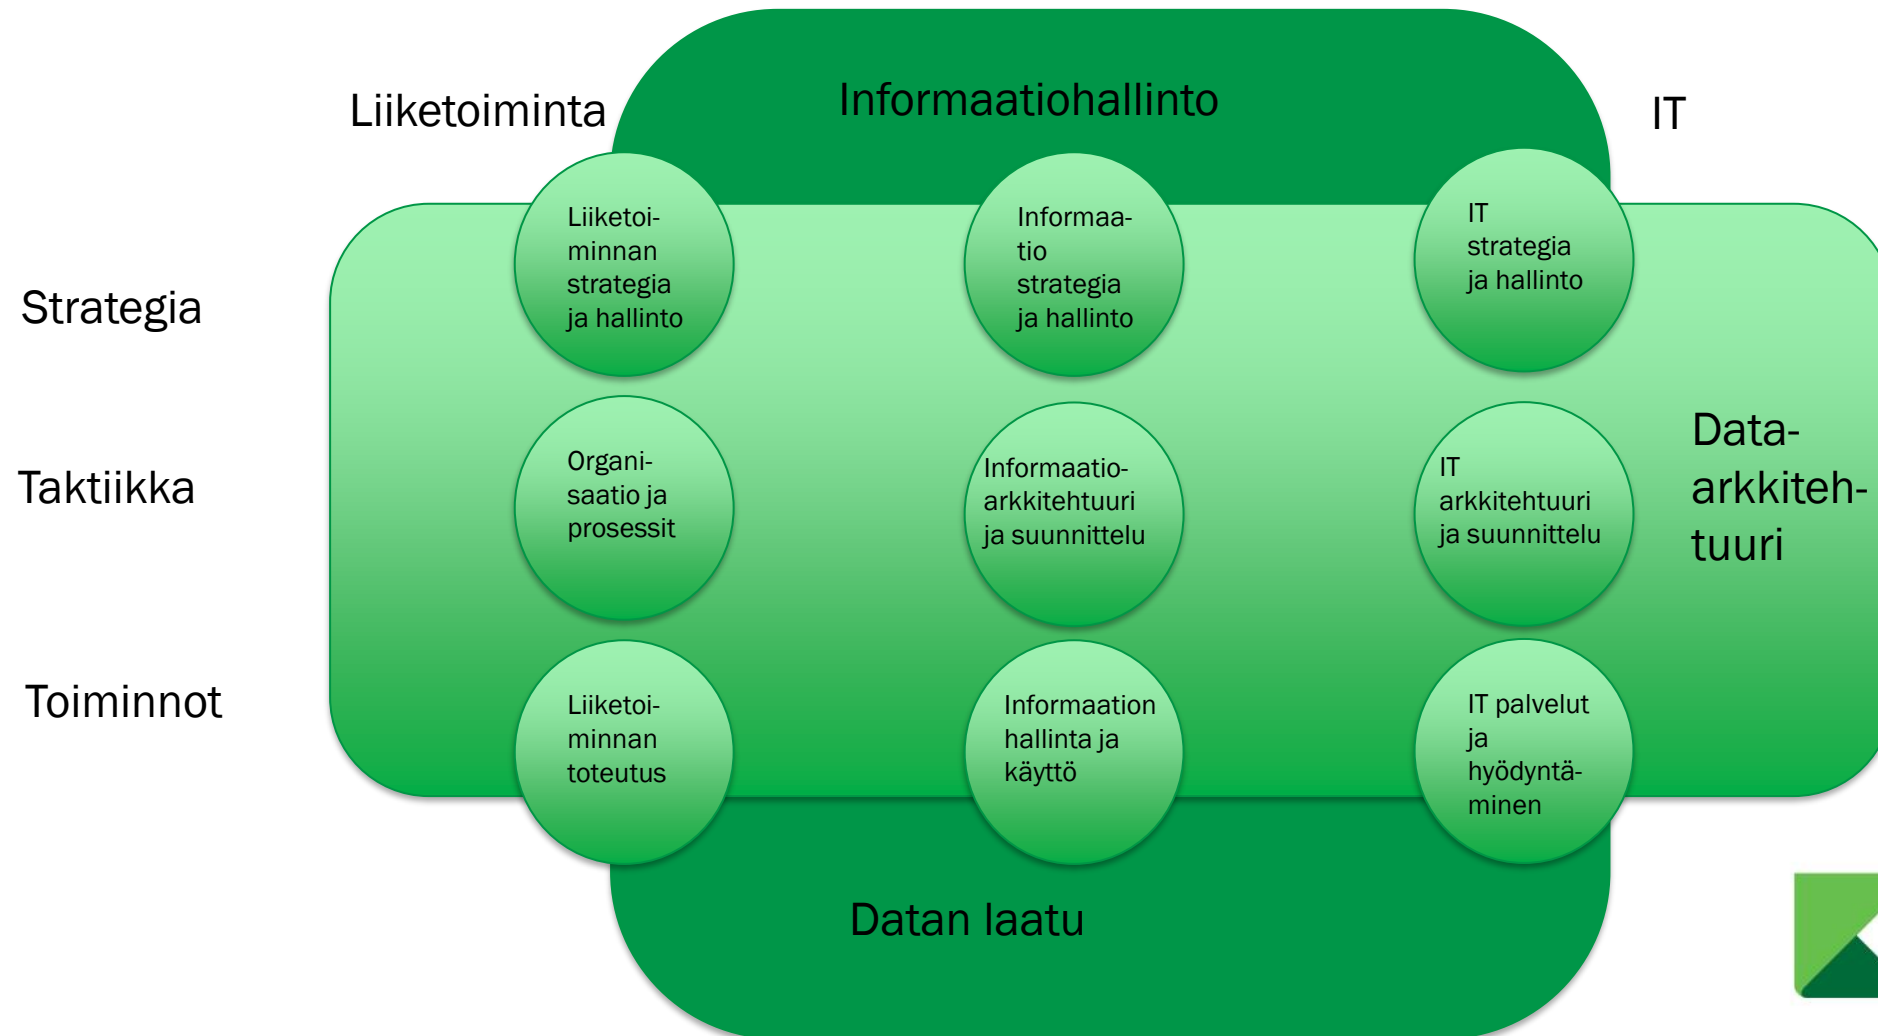 Liiketoiminta
Informaatiohallinto
IT
Strategia
Liiketoi-
minnan
strategia
ja hallinto
Informaa-
tio
strategia
ja hallinto
IT
strategia
ja hallinto
Taktiikka
Organi-
saatio ja
prosessit
Informaatio-
arkkitehtuuri
ja suunnittelu
IT
arkkitehtuuri
ja suunnittelu
Data-
arkkiteh-
tuuri
Toiminnot
Liiketoi-
minnan
toteutus
Informaation
hallinta ja
käyttö
IT palvelut
ja
hyödyntä-
minen
Datan laatu